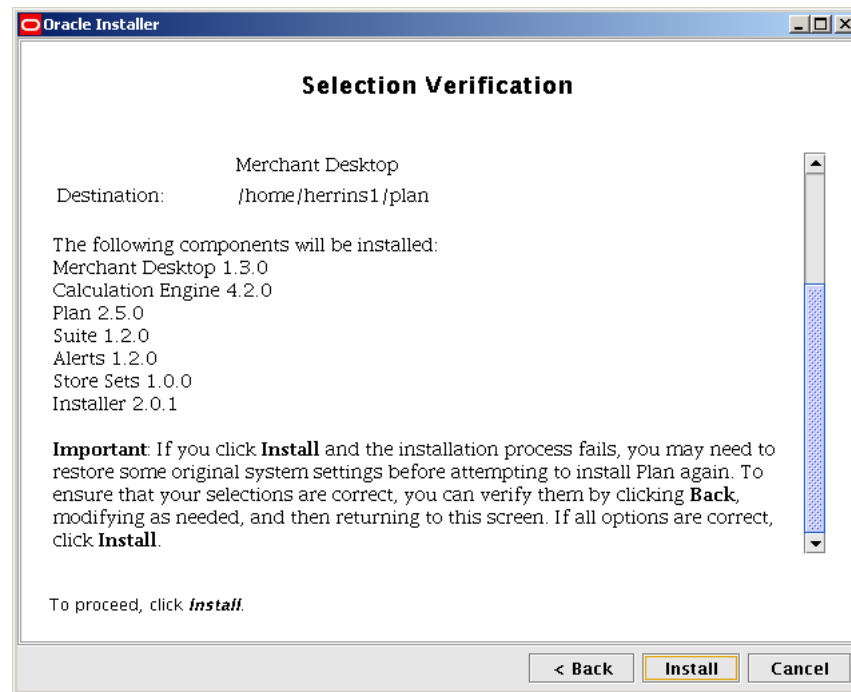 Oracle Installer
Selection Verification
Merchant Desktop
Destination: /home/herrins1/plan
The following components will be installed:
Merchant Desktop 1.3.0
Calculation Engine 4.2.0
Plan 2.5.0
Suite 1.2.0
Alerts 1.2.0
Store Sets 1.0.0
Installer 2.0.1
Important: If you click Install and the installation process fails, you may need to
restore some original system settings before attempting to install Plan again. To
ensure that your selections are correct, you can verify them by clicking Back,
modifying as needed, and then returning to this screen. If all options are correct,
click Install.
To proceed, click Install.
< Back Install Cancel